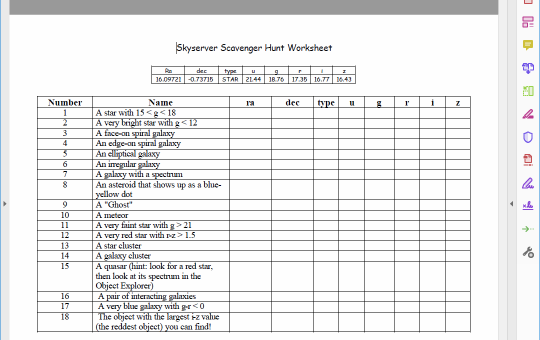 Skyserver Scavenger Hunt Worksheet
Ra dec type u g r i z
16.09721 -0.73715 STAR 21.44 18.76 17.35 16.77 16.43
Number Name ra dec type u g r i z
1 A star with 15 < g < 18
2 A very bright star with g < 12
3 A face-on spiral galaxy
4 An edge-on spiral galaxy
5 An elliptical galaxy
6 An irregular galaxy
7 A galaxy with a spectrum
8 An asteroid that shows up as a blue-
yellow dot
9 A "Ghost"
10 A meteor
11 A very faint star with g > 21
12 A very red star with r-z > 1.5
13 A star cluster
14 A galaxy cluster
15 A quasar (hint: look for a red star,
then look at its spectrum in the
Object Explorer)
16 A pair of interacting galaxies
17 A very blue galaxy with g-r < 0
18 The object with the largest i-z value
(the reddest object) you can find!